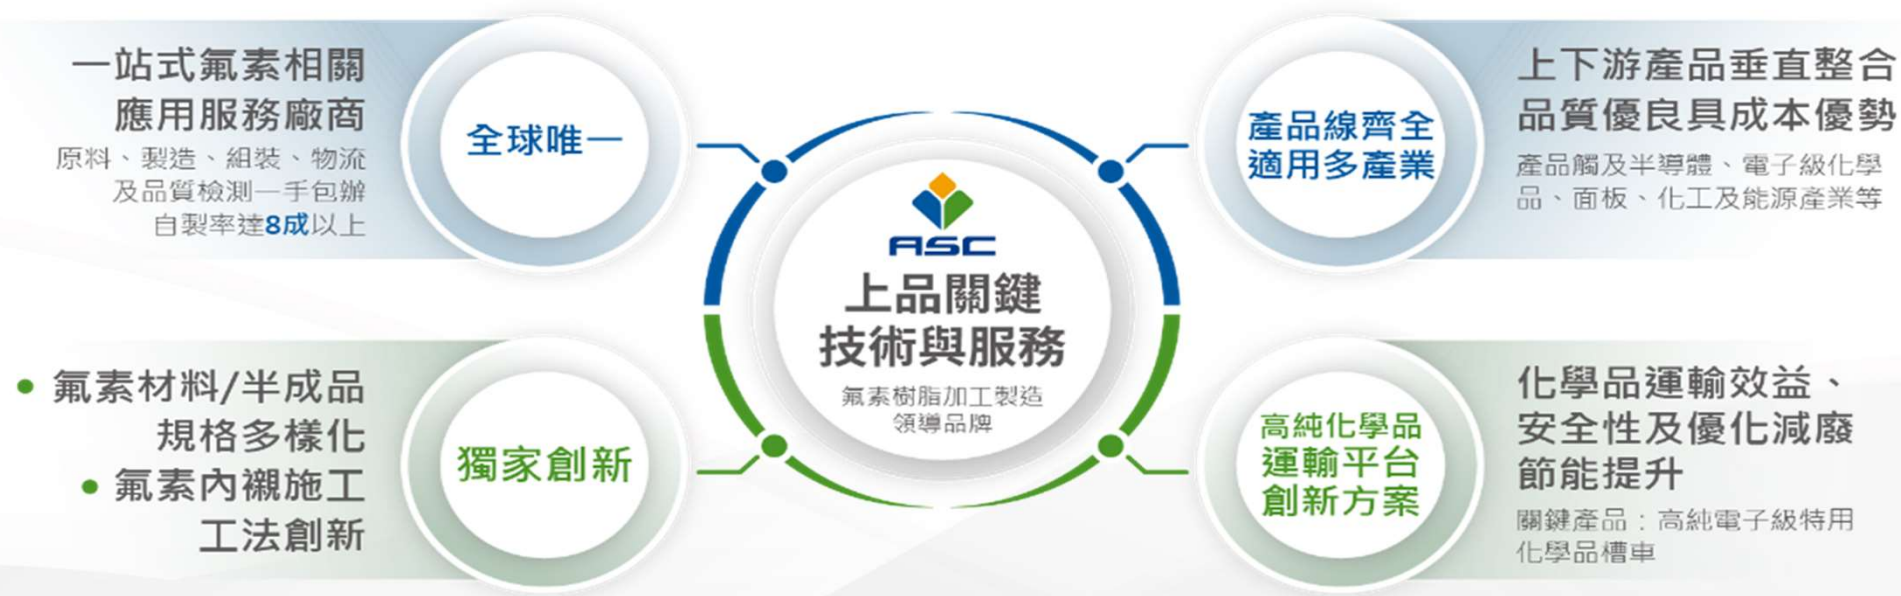 一站式氟素相關
應用服務廠商
原料、製造、組裝、物流
及品質檢測一手包辦
自製率達8成以上
全球唯一
• 氟素材料/半成品
規格多樣化
• 氟素內襯施工
工法創新
獨家創新
ASC
上品關鍵
技術與服務
氟素樹脂加工製造
領導品牌
產品線齊全
適用多產業
上下游產品垂直整合
品質優良具成本優勢
產品觸及半導體、電子級化學
品、面板、化工及能源產業等
高純化學品
運輸平台
創新方案
化學品運輸效益、
安全性及優化減廢
節能提升
關鍵產品：高純電子級特用
化學品槽車